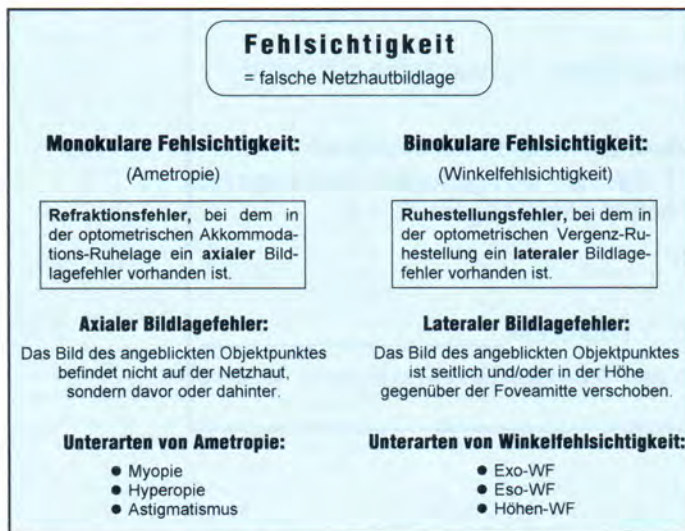 Fehlsichtigkeit
= falsche Netzhautbildlage
Monokulare Fehlsichtigkeit:
(Ametropie)
Refraktionsfehler, bei dem in
der optometrischen Akkommoda-
tions-Ruhelage ein axialer Bild-
lagefehler vorhanden ist.
Axialer Bildlagefehler:
Das Bild des angeblickten Objektpunktes
befindet nicht auf der Netzhaut,
sondern davor oder dahinter.
Unterarten von Ametropie:
● Myopie
● Hyperopie
● Astigmatismus
Binokulare Fehlsichtigkeit:
(Winkelfehlsichtigkeit)
Ruhestellungsfehler, bei dem in
der optometrischen Vergenz-Ru-
hestellung ein lateraler Bildlage-
fehler vorhanden ist.
Lateraler Bildlagefehler:
Das Bild des angeblickten Objektpunktes
ist seitlich und/oder in der Höhe
gegenüber der Foveamitte verschoben.
Unterarten von Winkelfehlsichtigkeit:
● Exo-WF
● Eso-WF
● Höhen-WF